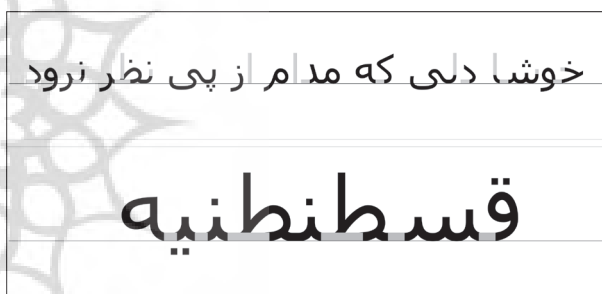 خوشا دلی که مدام از پی نظر نرود
قسطنطنیه